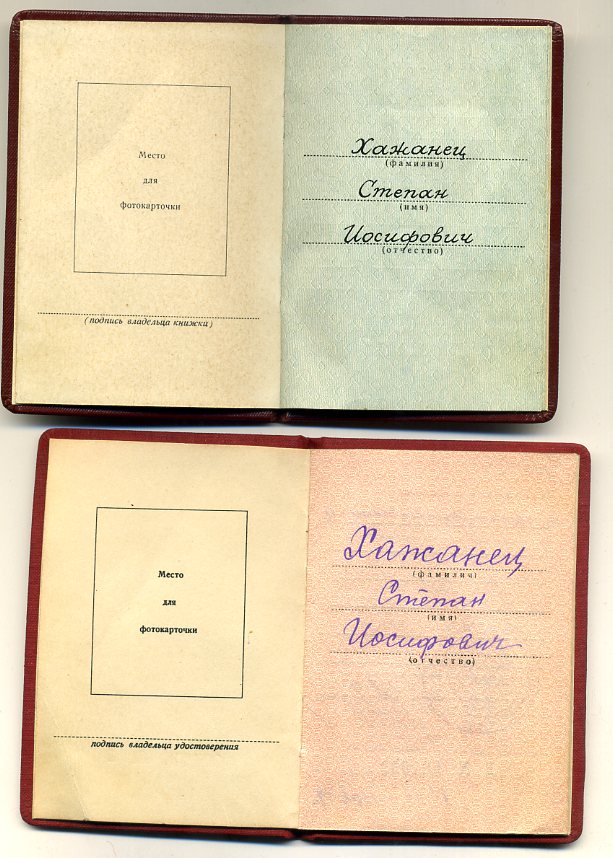 Место
для
фотокарточки
(подпись владельца книжки)
Хажанец
(фамилия)
Степан
(имя)
Иосифович
(отчество)
Место
для
фотокарточки
подпись владельца удостоверения
Хажанец
(фамилич)
Степан
(имя)
Иосифович
(отчество)